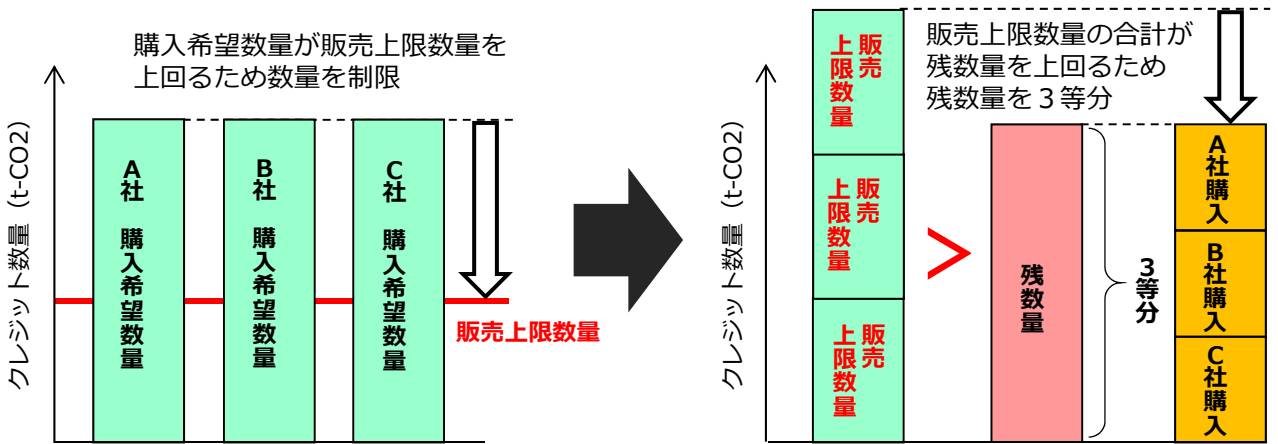 購入希望数量が販売上限数量を
上回るため数量を制限
クレジット数量（t-CO2）
A社　購入希望数量
B社　購入希望数量
C社　購入希望数量
販売上限数量
販売上限数量の合計が
残数量を上回るため
残数量を３等分
クレジット数量（t-CO2）
販売
上限数量
販売
上限数量
販売
上限数量
>
残数量
3等分
A社購入
B社購入
C社購入